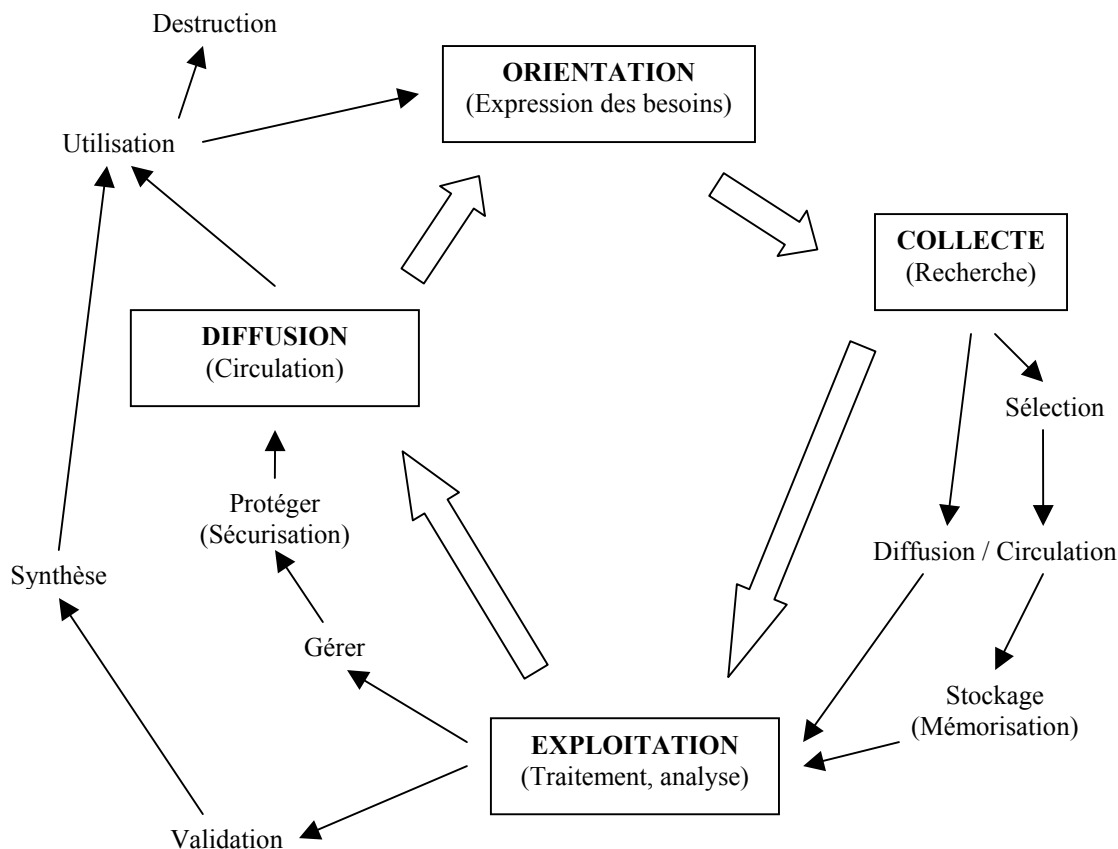 Destruction
ORIENTATION
(Expression des besoins)
Utilisation
COLLECTE
(Recherche)
DIFFUSION
(Circulation)
Sélection
Protéger
(Sécurisation)
Diffusion / Circulation
Synthèse
Gérer
Stockage
(Mémorisation)
EXPLOITATION
(Traitement, analyse)
Validation